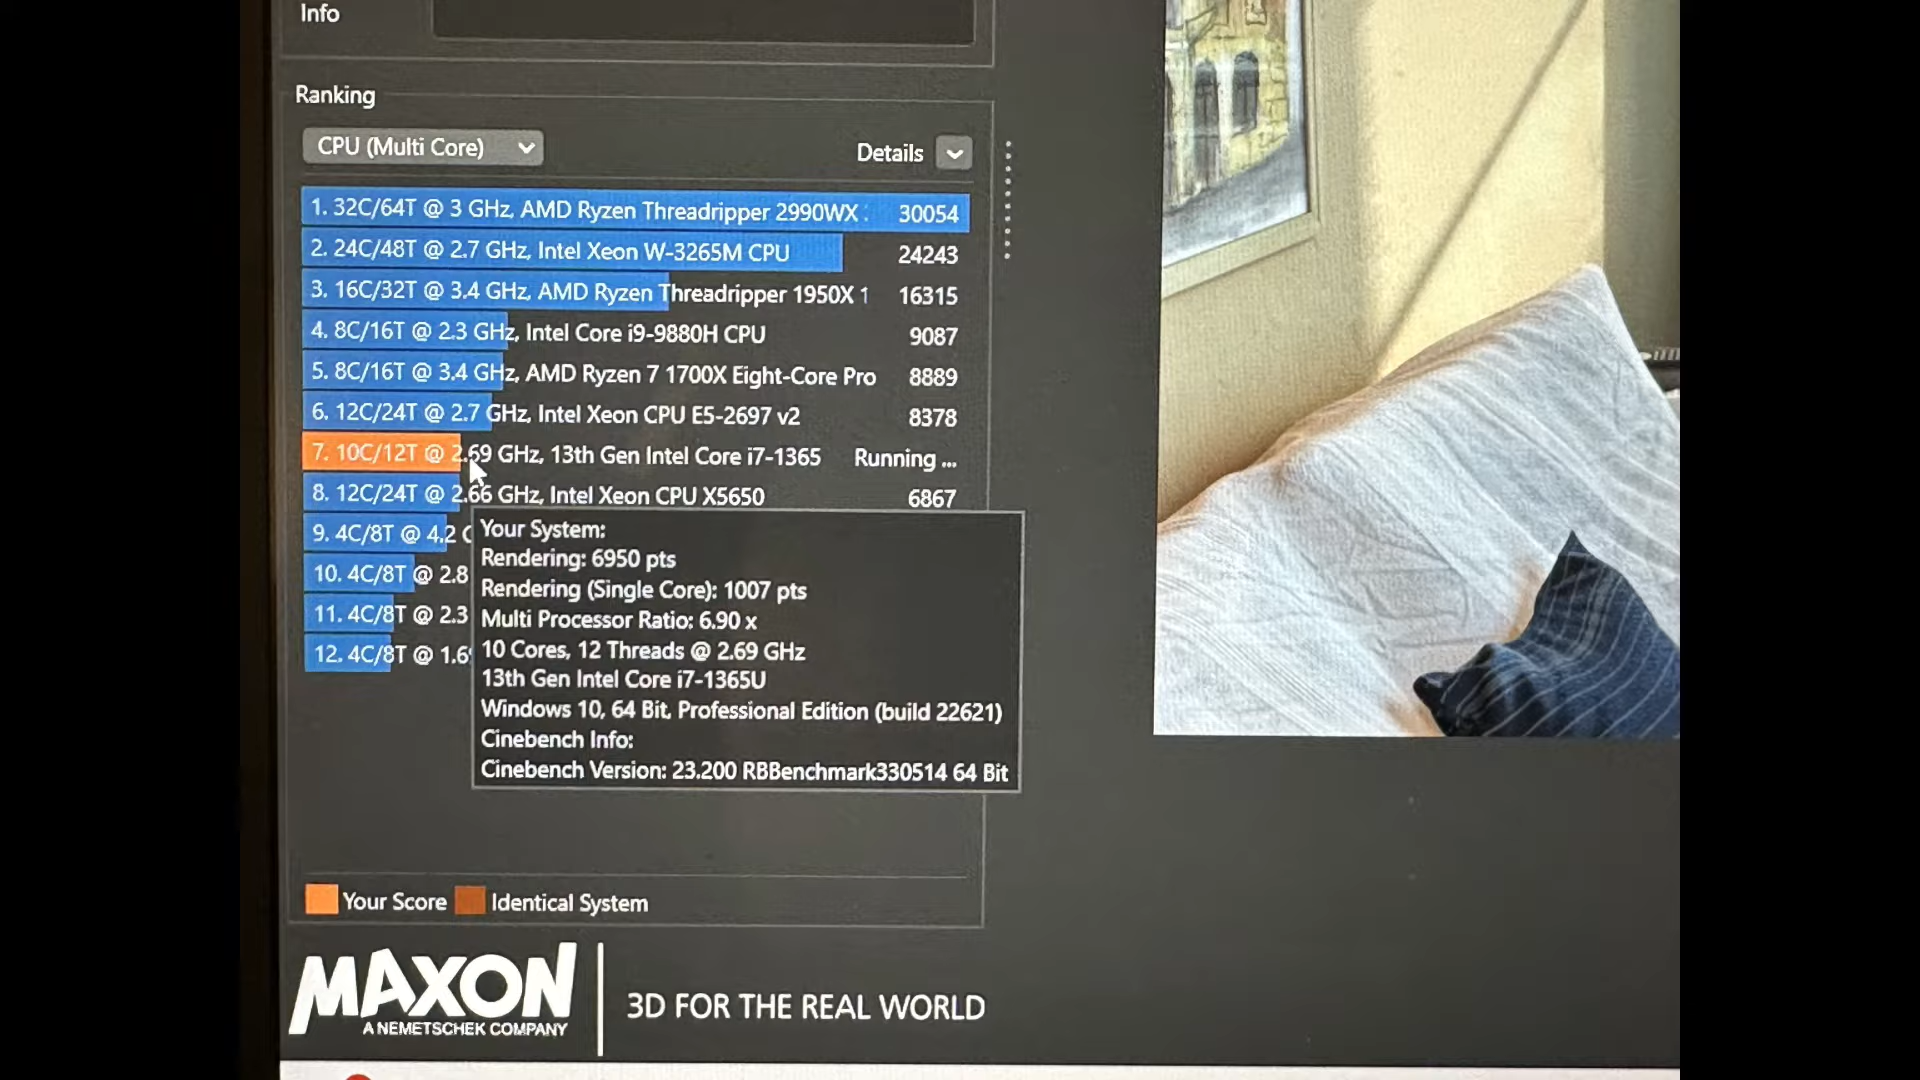 Info
Ranking
CPU (Multi Core)
Details
1. 32C/64T @ 3 GHz, AMD Ryzen Threadripper 2990WX 30054
2. 24C/48T @ 2.7 GHz, Intel Xeon W-3265M CPU 24243
3. 16C/32T @ 3.4 GHz, AMD Ryzen Threadripper 1950X 1 16315
4. 8C/16T @ 2.3 GHz, Intel Core i9-9880H CPU 9087
5. 8C/16T @ 3.4 GHz, AMD Ryzen 7 1700X Eight-Core Pro 8889
6. 12C/24T @ 2.7 GHz, Intel Xeon CPU E5-2697 v2 8378
7. 10C/12T @ 2.69 GHz, 13th Gen Intel Core i7-1365 Running ...
8. 12C/24T @ 2.66 GHz, Intel Xeon CPU X5650 6867
9. 4C/8T @ 4.2
10. 4C/8T @ 2.8
11. 4C/8T @ 2.3
12. 4C/8T @ 1.6
Your System:
Rendering: 6950 pts
Rendering (Single Core): 1007 pts
Multi Processor Ratio: 6.90 x
10 Cores, 12 Threads @ 2.69 GHz
13th Gen Intel Core i7-1365U
Windows 10, 64 Bit, Professional Edition (build 22621)
Cinebench Info:
Cinebench Version: 23.200 RBBenchmark330514 64 Bit
Your Score
Identical System
MAXON
A NEMETSCHEK COMPANY
3D FOR THE REAL WORLD